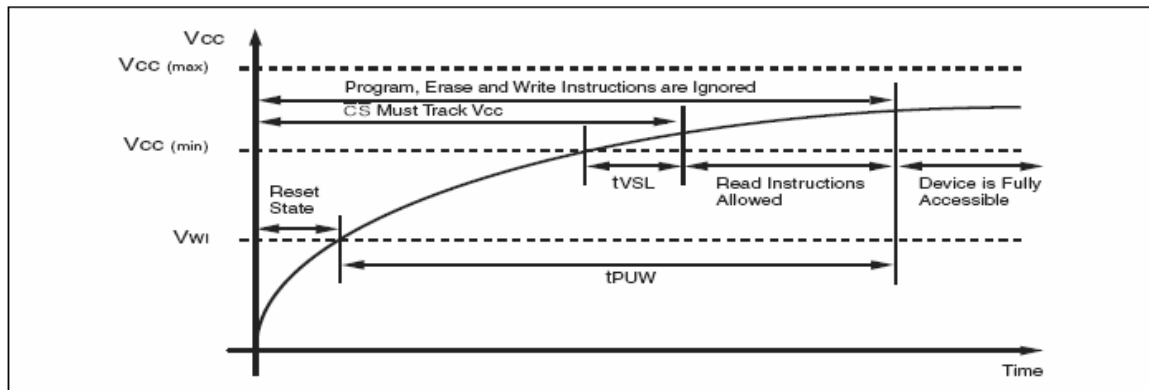 Vcc
Vcc (max)
Program, Erase and Write Instructions are Ignored
CS Must Track Vcc
Vcc (min)
tVSL
Read Instructions
Allowed
Device is Fully
Accessible
Reset
State
VWI
tPUW
Time